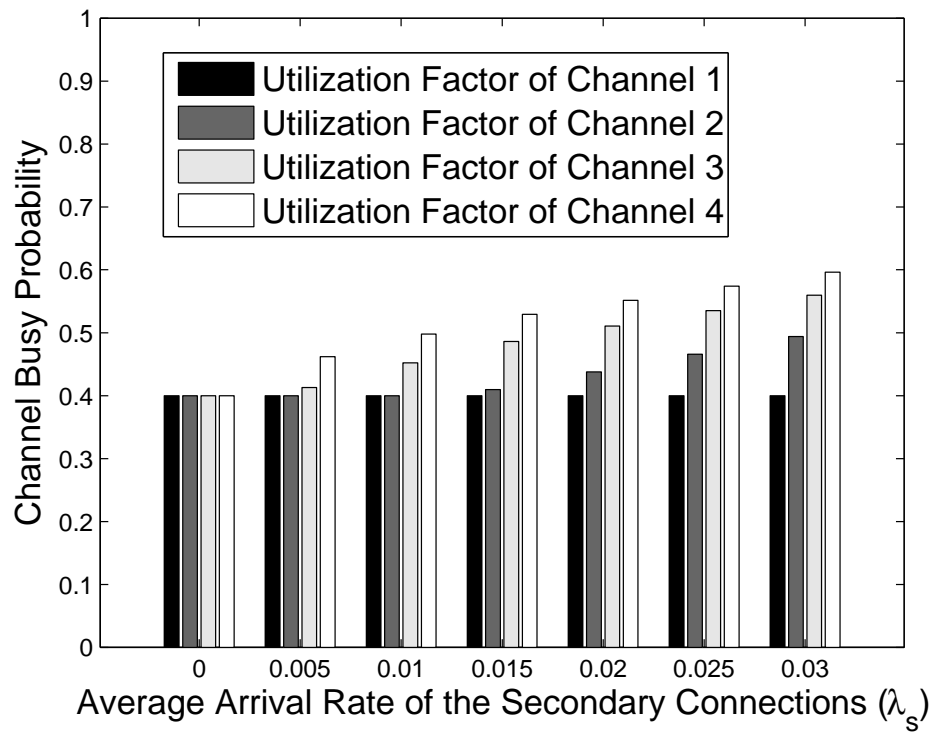 1
0.9
0.8
0.7
0.6
0.5
0.4
0.3
0.2
0.1
0
Channel Busy Probability
Utilization Factor of Channel 1
Utilization Factor of Channel 2
Utilization Factor of Channel 3
Utilization Factor of Channel 4
0 0.005 0.01 0.015 0.02 0.025 0.03
Average Arrival Rate of the Secondary Connections (λs)